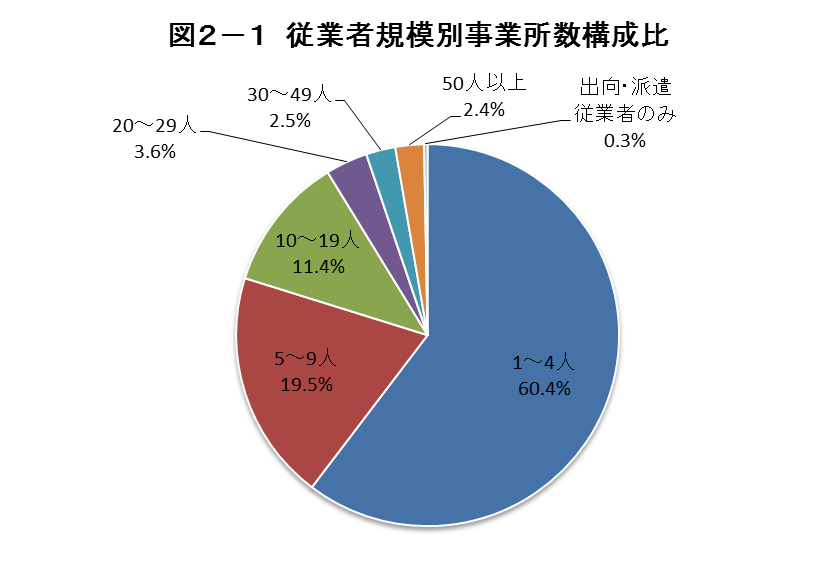 図２－１ 従業者規模別事業所数構成比
50人以上
2.4%
出向・派遣
従業者のみ
0.3%
30～49人
2.5%
20～29人
3.6%
10～19人
11.4%
5～9人
19.5%
1～4人
60.4%